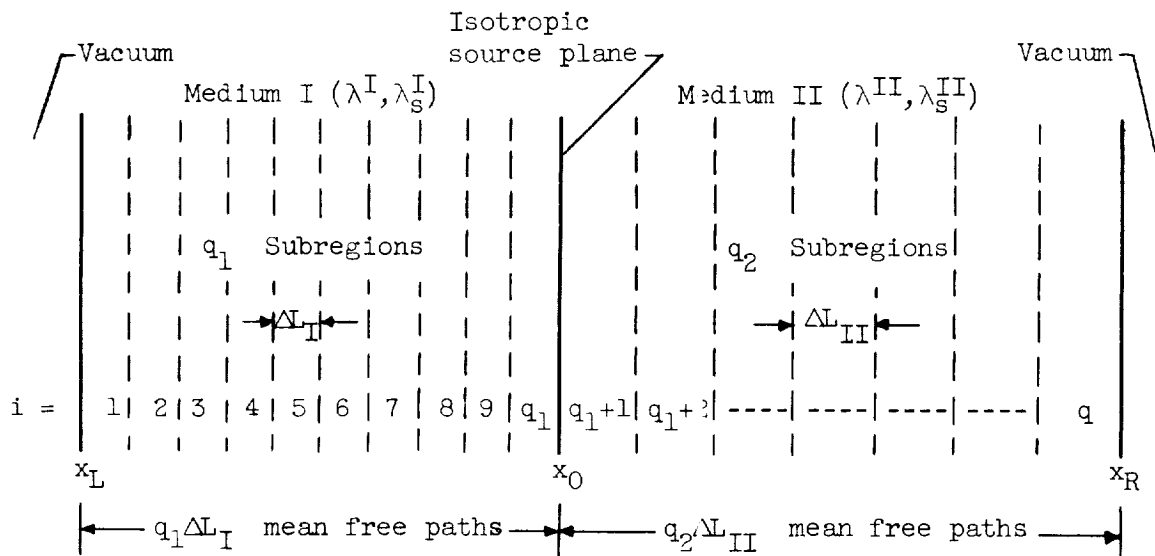 Isotropic
source plane
Vacuum
Vacuum
Medium I (λ^I, λ_s^I)
Medium II (λ^II, λ_s^II)
q_1 Subregions
q_2 Subregions
ΔL_I
ΔL_II
i = 1 2 3 4 5 6 7 8 9 q_1 q_1+1 q_1+2 q
x_L x_O x_R
q_1ΔL_I mean free paths q_2ΔL_II mean free paths